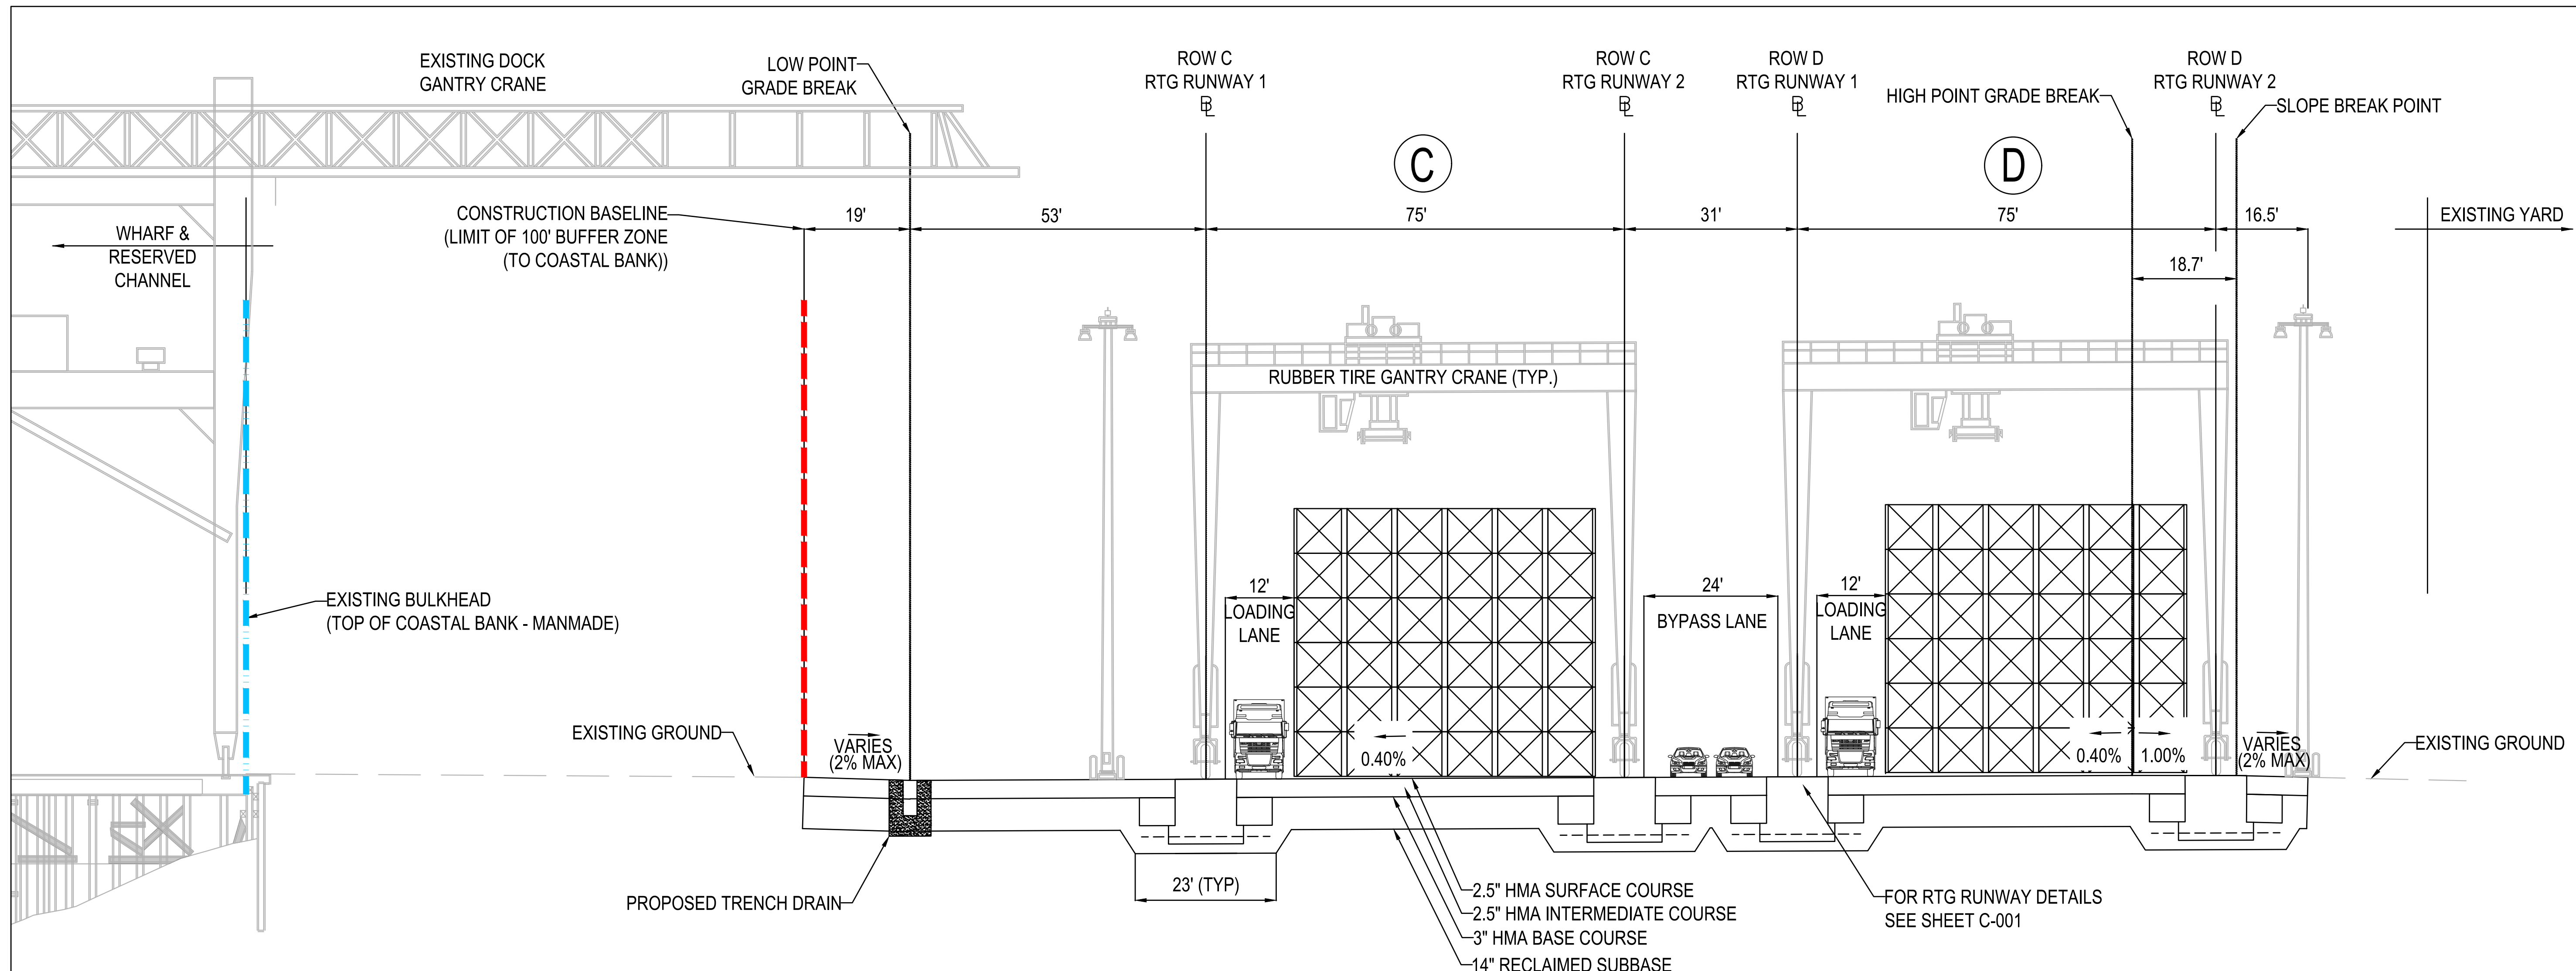 EXISTING DOCK
GANTRY CRANE
LOW POINT
GRADE BREAK
ROW C
RTG RUNWAY 1
ROW C
RTG RUNWAY 2
ROW D
RTG RUNWAY 1
HIGH POINT GRADE BREAK
ROW D
RTG RUNWAY 2
SLOPE BREAK POINT
C
D
CONSTRUCTION BASELINE
(LIMIT OF 100' BUFFER ZONE
(TO COASTAL BANK))
19'
53'
75'
31'
75'
16.5'
EXISTING YARD
WHARF &
RESERVED
CHANNEL
18.7'
RUBBER TIRE GANTRY CRANE (TYP.)
EXISTING BULKHEAD
(TOP OF COASTAL BANK - MANMADE)
12'
LOADING
LANE
24'
BYPASS LANE
12'
LOADING
LANE
EXISTING GROUND
VARIES
(2% MAX)
0.40%
0.40%
1.00%
VARIES
(2% MAX)
EXISTING GROUND
23' (TYP)
PROPOSED TRENCH DRAIN
2.5" HMA SURFACE COURSE
2.5" HMA INTERMEDIATE COURSE
3" HMA BASE COURSE
14" RECLAIMED SUBBASE
FOR RTG RUNWAY DETAILS
SEE SHEET C-001